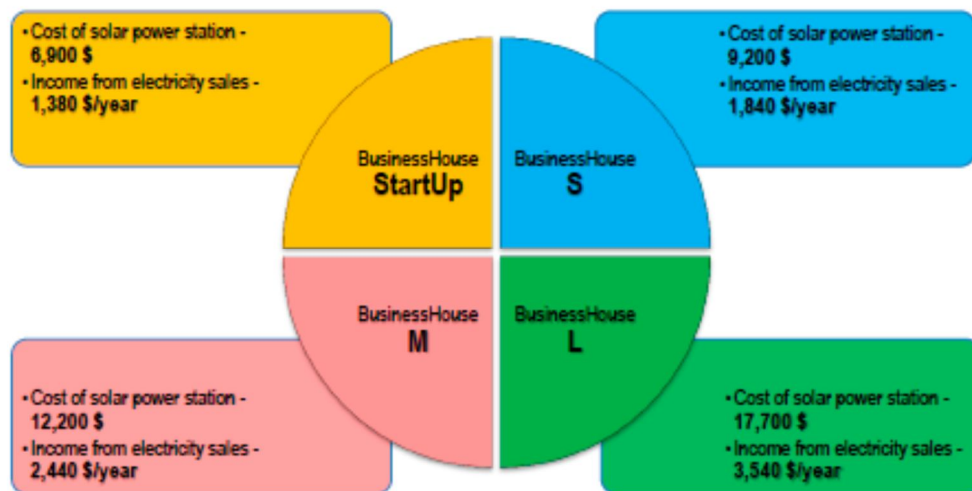 • Cost of solar power station -
6,900 $
• Income from electricity sales -
1,380 $/year
• Cost of solar power station -
9,200 $
• Income from electricity sales -
1,840 $/year
BusinessHouse
StartUp
BusinessHouse
S
BusinessHouse
M
BusinessHouse
L
• Cost of solar power station -
12,200 $
• Income from electricity sales -
2,440 $/year
• Cost of solar power station -
17,700 $
• Income from electricity sales -
3,540 $/year